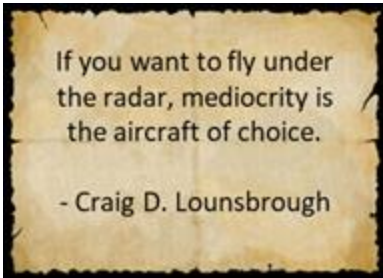 If you want to fly under
the radar, mediocrity is
the aircraft of choice.
- Craig D. Lounsbrough